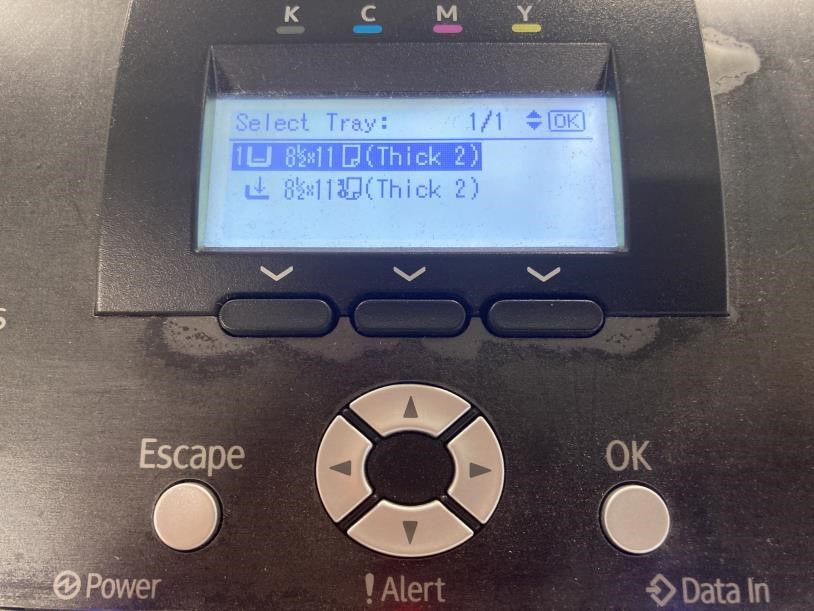 K C M Y
Select Tray: 1/1 OK
1 8½x11 (Thick 2)
8½x11 (Thick 2)
Escape OK
Power ! Alert Data In